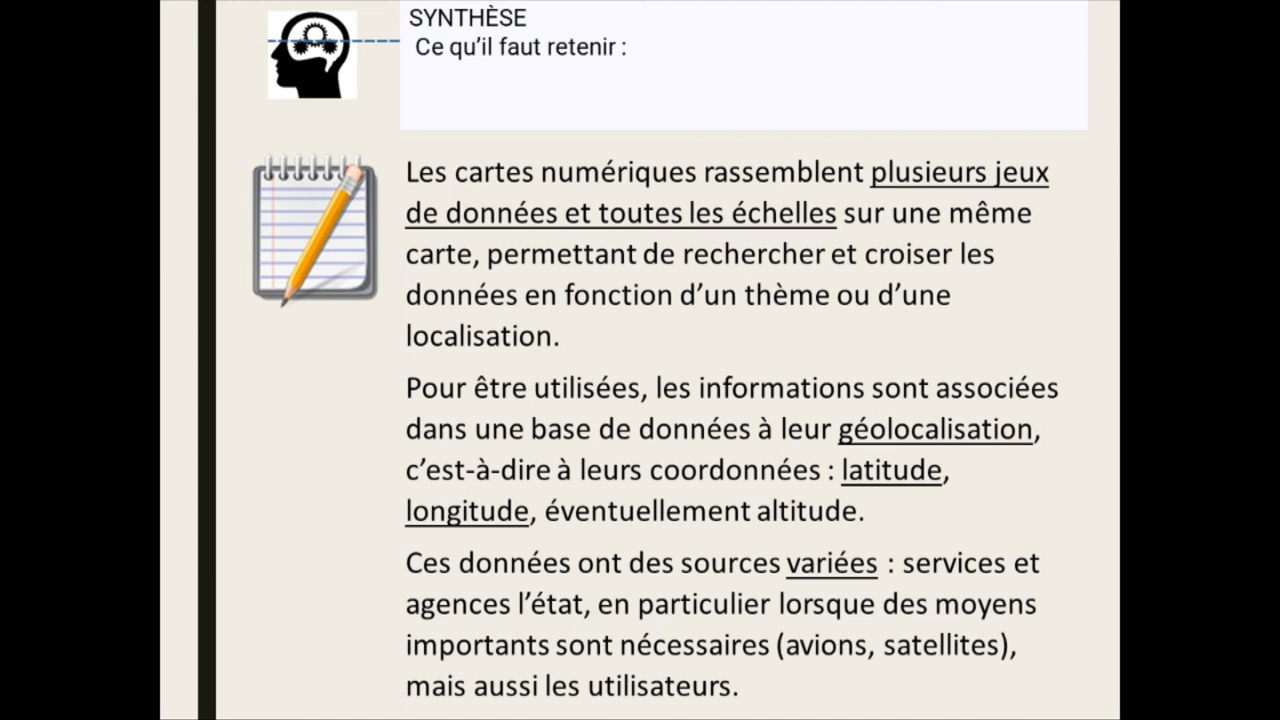 SYNTHÈSE
Ce qu’il faut retenir :
Les cartes numériques rassemblent plusieurs jeux
de données et toutes les échelles sur une même
carte, permettant de rechercher et croiser les
données en fonction d’un thème ou d’une
localisation.
Pour être utilisées, les informations sont associées
dans une base de données à leur géolocalisation,
c’est-à-dire à leurs coordonnées : latitude,
longitude, éventuellement altitude.
Ces données ont des sources variées : services et
agences l’état, en particulier lorsque des moyens
importants sont nécessaires (avions, satellites),
mais aussi les utilisateurs.